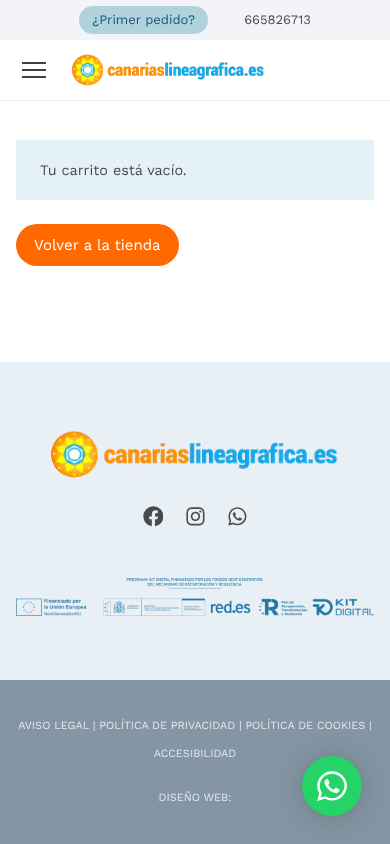 ¿Primer pedido? 665826713
canariaslineagrafica.es
Tu carrito está vacío.
Volver a la tienda
canariaslineagrafica.es
PROGRAMA KIT DIGITAL FINANCIADO POR LOS FONDOS NEXT GENERATION
DEL MECANISMO DE RECUPERACIÓN Y RESILIENCIA
Financiado por
la Unión Europea
NextGenerationEU
red.es
Plan de
Recuperación,
Transformación
y Resiliencia
KIT
DIGITAL
AVISO LEGAL | POLÍTICA DE PRIVACIDAD | POLÍTICA DE COOKIES |
ACCESIBILIDAD
DISEÑO WEB: